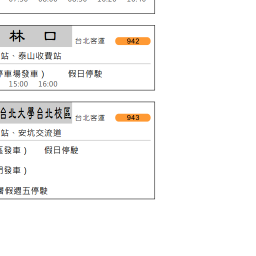 林 口 台北客運 942
站、泰山收費站
停車場發車) 假日停駛
15:00 16:00
台北大學台北校區 台北客運 943
站、安坑交流道
發車) 假日停駛
發車)
暑假週五停駛